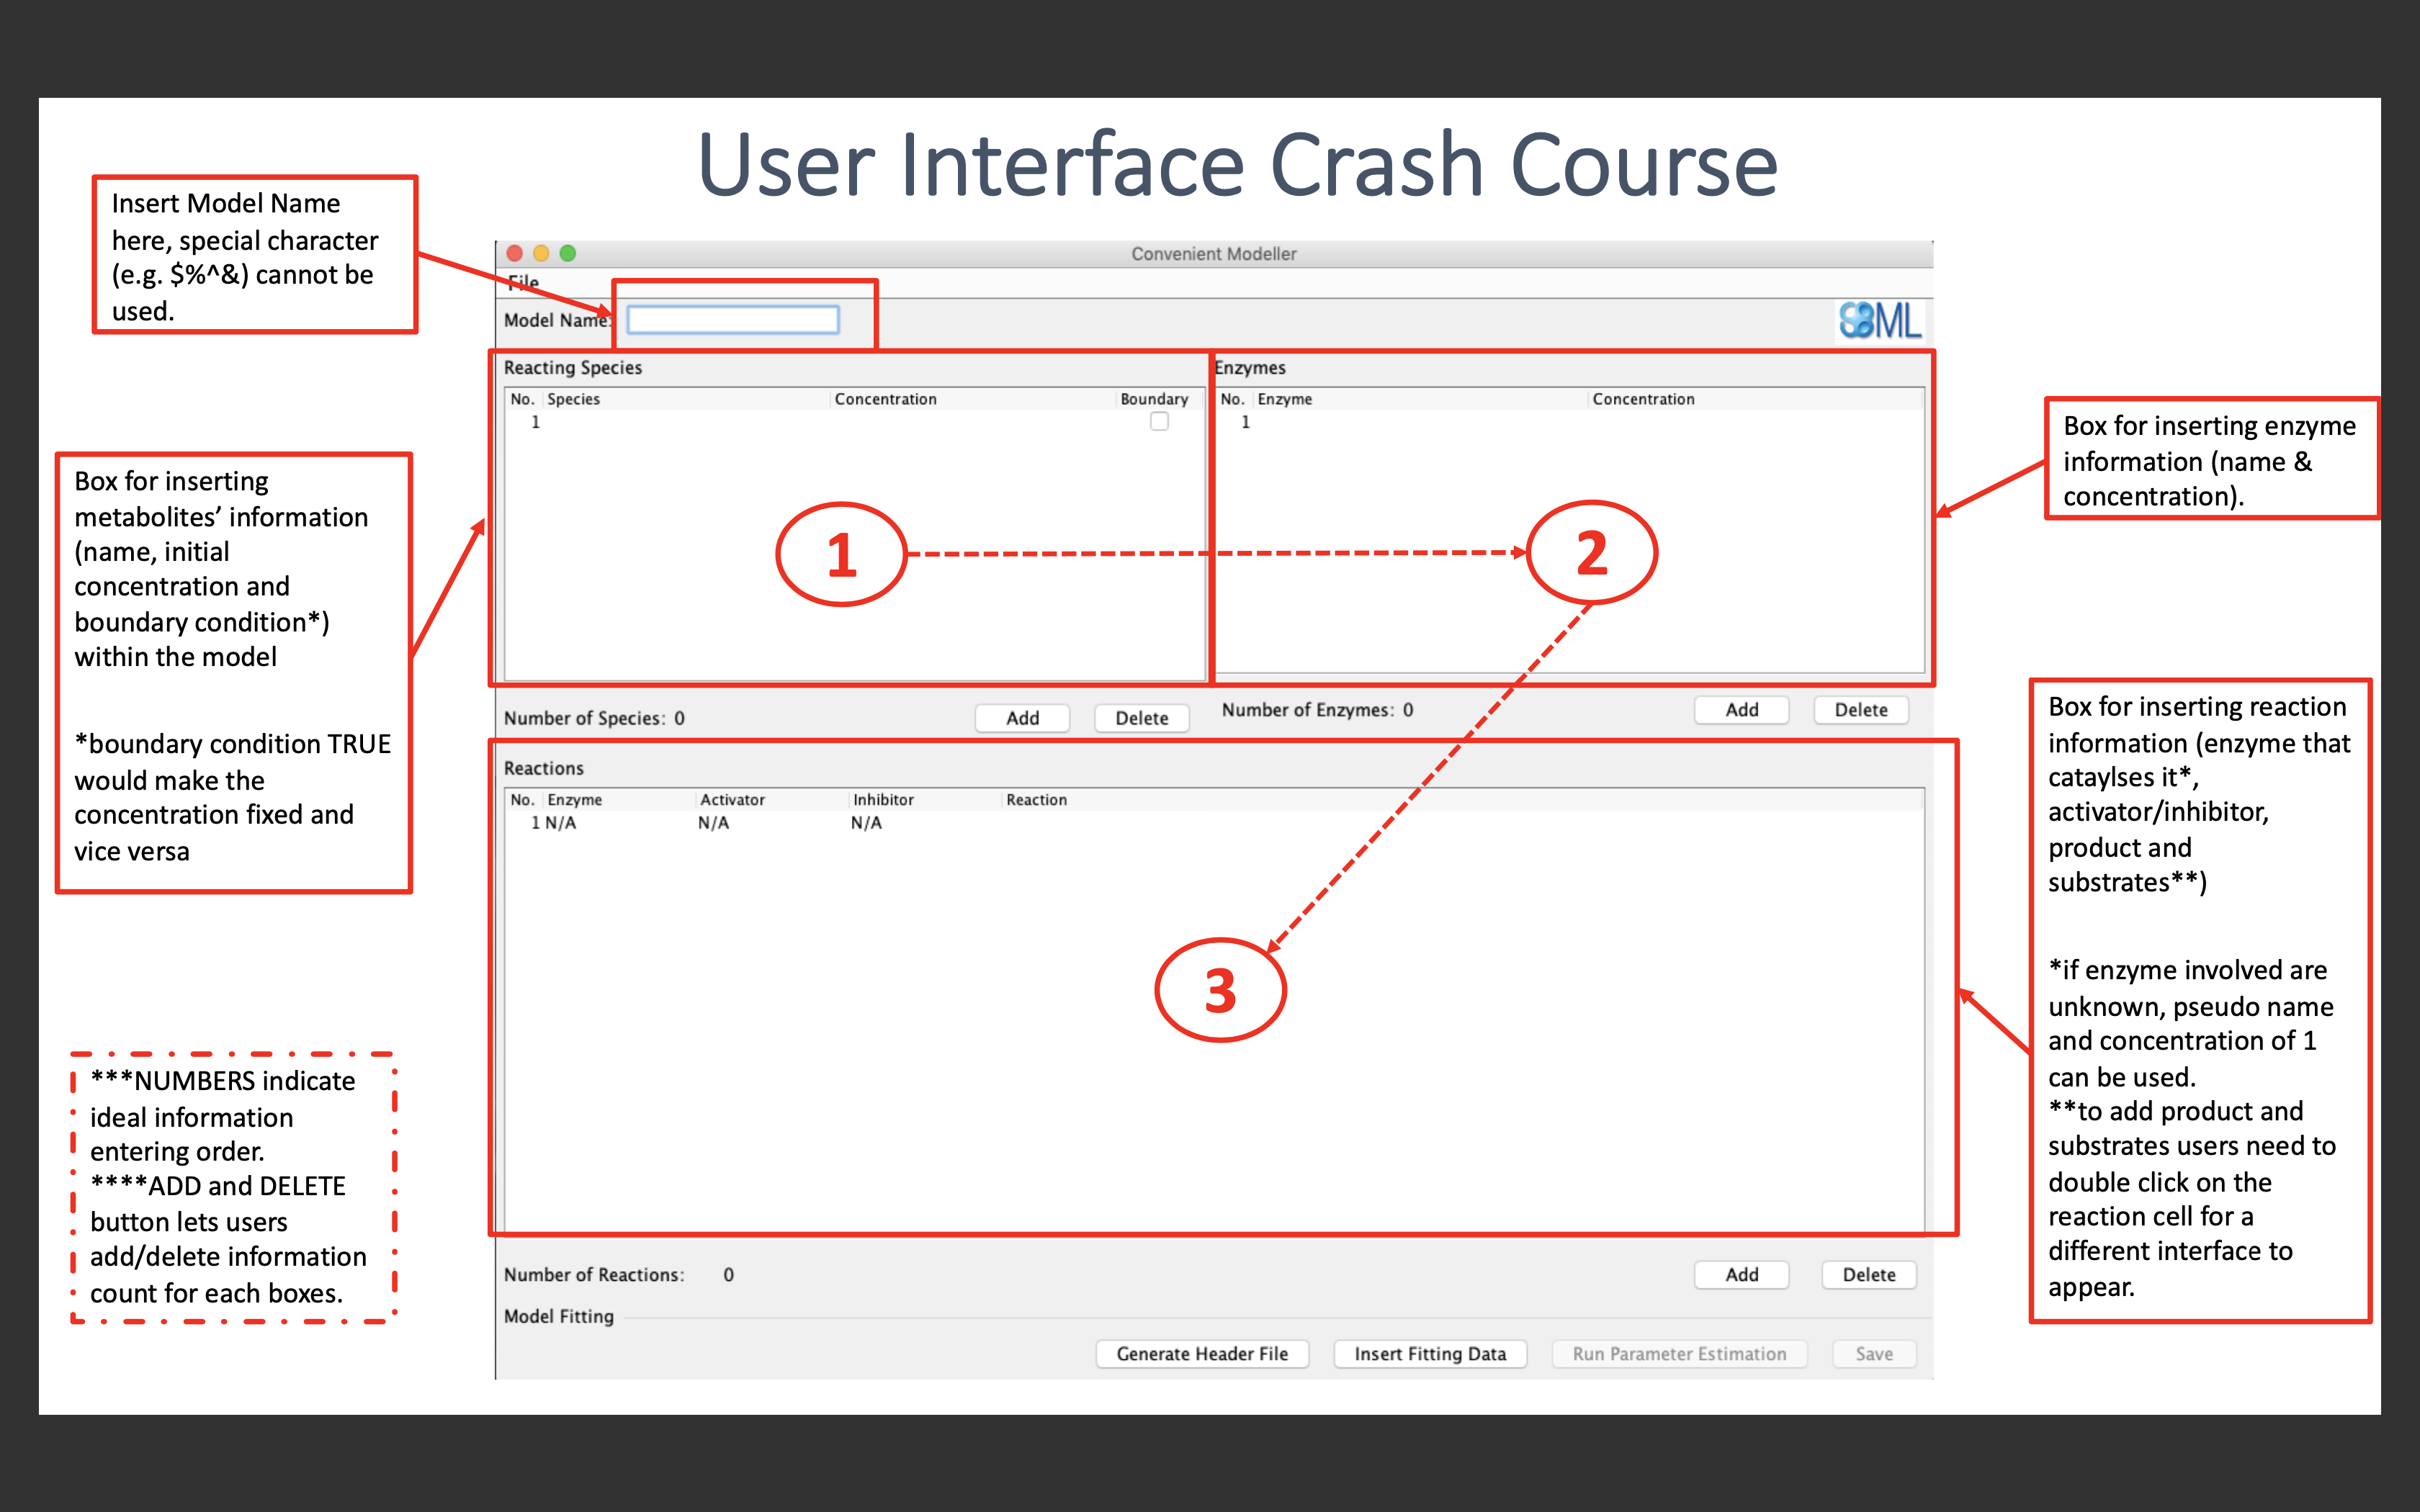 User Interface Crash Course
Insert Model Name
here, special character
(e.g. $%^&) cannot be
used.
Convenient Modeller
File
Model Name:
SBML
Reacting Species
No. Species Concentration Boundary
1
Enzymes
No. Enzyme Concentration
1
Box for inserting
metabolites’ information
(name, initial
concentration and
boundary condition*)
within the model
*boundary condition TRUE
would make the
concentration fixed and
vice versa
Box for inserting enzyme
information (name &
concentration).
1
2
Number of Species: 0 Add Delete
Number of Enzymes: 0 Add Delete
Reactions
No. Enzyme Activator Inhibitor Reaction
1 N/A N/A N/A
3
Box for inserting reaction
information (enzyme that
cataylses it*,
activator/inhibitor,
product and
substrates**)
*if enzyme involved are
unknown, pseudo name
and concentration of 1
can be used.
**to add product and
substrates users need to
double click on the
reaction cell for a
different interface to
appear.
***NUMBERS indicate
ideal information
entering order.
****ADD and DELETE
button lets users
add/delete information
count for each boxes.
Number of Reactions: 0 Add Delete
Model Fitting
Generate Header File Insert Fitting Data Run Parameter Estimation Save